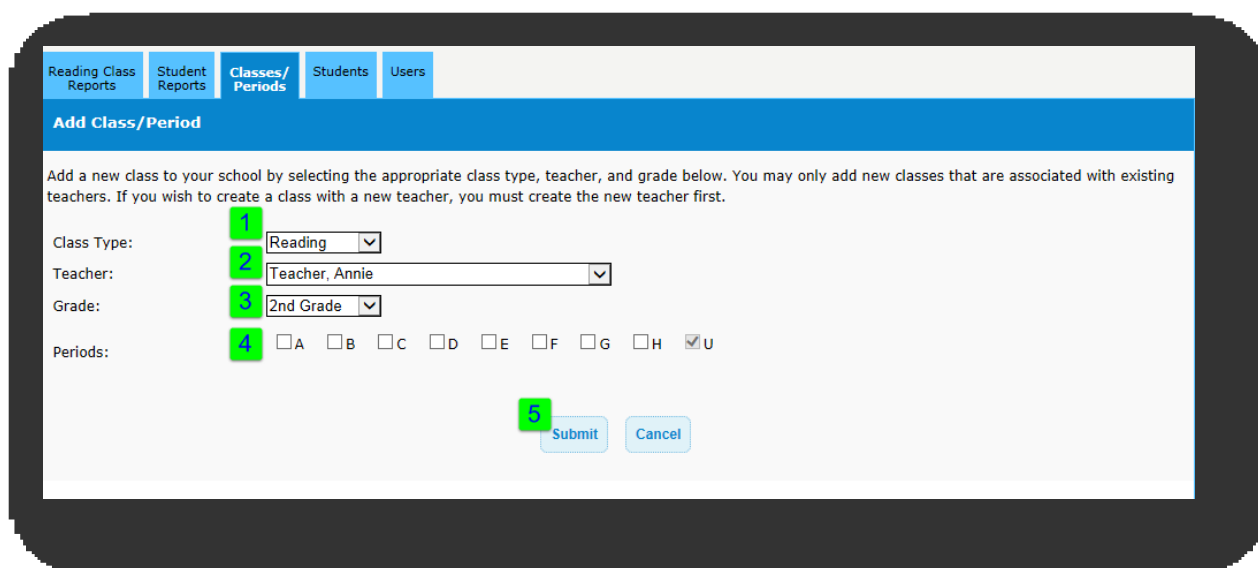 Reading Class Reports
Student Reports
Classes/ Periods
Students
Users
Add Class/Period
Add a new class to your school by selecting the appropriate class type, teacher, and grade below. You may only add new classes that are associated with existing
teachers. If you wish to create a class with a new teacher, you must create the new teacher first.
1
Class Type: Reading
2
Teacher: Teacher, Annie
Grade: 3 2nd Grade
Periods: 4 A B C D E F G H U
5
Submit Cancel